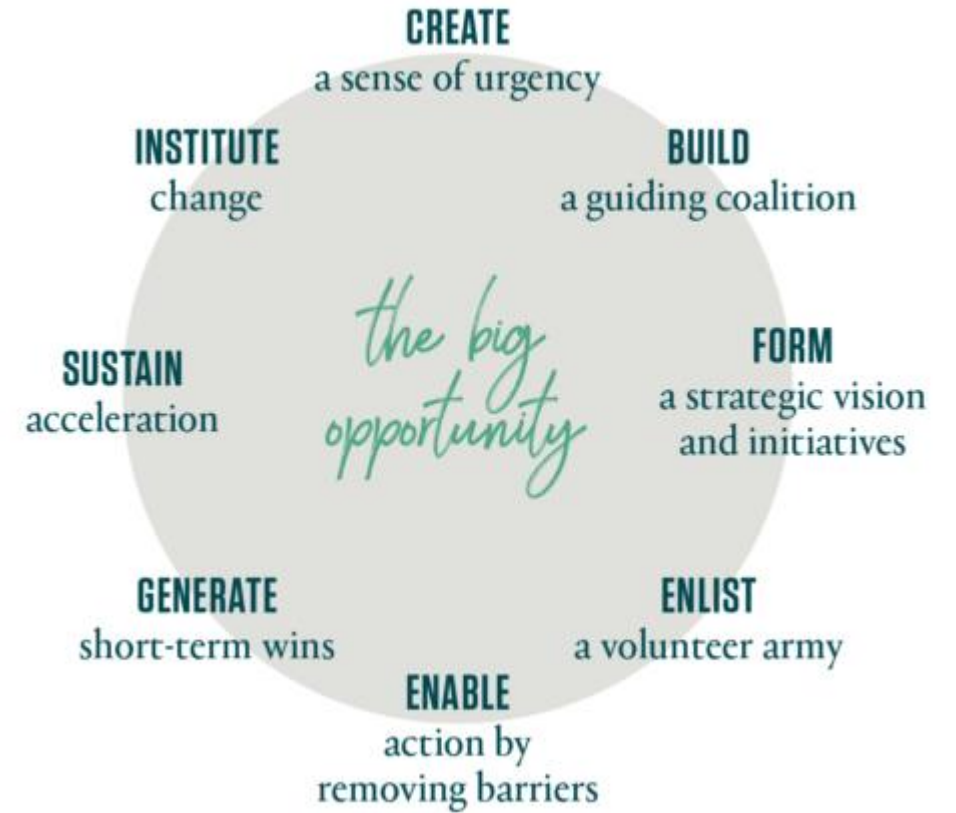 CREATE
a sense of urgency
BUILD
a guiding coalition
FORM
a strategic vision
and initiatives
ENLIST
a volunteer army
ENABLE
action by
removing barriers
GENERATE
short-term wins
SUSTAIN
acceleration
INSTITUTE
change
the big
opportunity